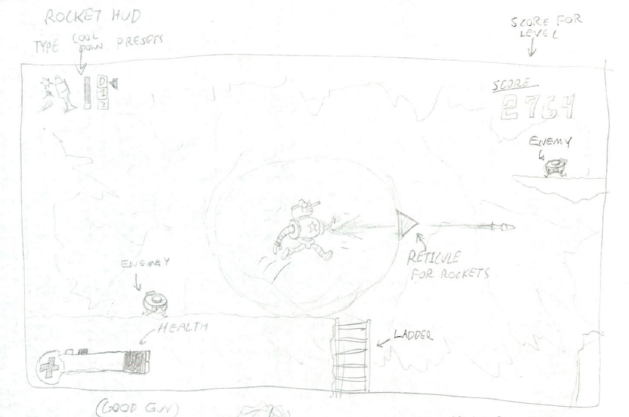 ROCKET HUD
TYPE COOL DOWN PRESETS
SCORE FOR
LEVEL
SCORE
2764
ENEMY
RETICULE
FOR ROCKETS
ENEMY
HEALTH
LADDER
(GOOD GUY)